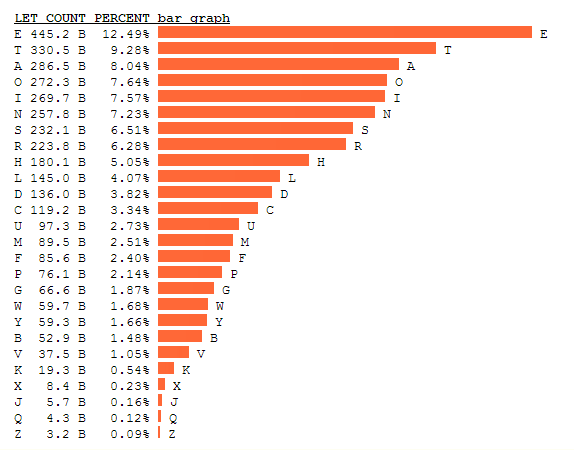 LET COUNT PERCENT bar graph
E 445.2 B 12.49% E
T 330.5 B 9.28% T
A 286.5 B 8.04% A
O 272.3 B 7.64% O
I 269.7 B 7.57% I
N 257.8 B 7.23% N
S 232.1 B 6.51% S
R 223.8 B 6.28% R
H 180.1 B 5.05% H
L 145.0 B 4.07% L
D 136.0 B 3.82% D
C 119.2 B 3.34% C
U 97.3 B 2.73% U
M 89.5 B 2.51% M
F 85.6 B 2.40% F
P 76.1 B 2.14% P
G 66.6 B 1.87% G
W 59.7 B 1.68% W
Y 59.3 B 1.66% Y
B 52.9 B 1.48% B
V 37.5 B 1.05% V
K 19.3 B 0.54% K
X 8.4 B 0.23% X
J 5.7 B 0.16% J
Q 4.3 B 0.12% Q
Z 3.2 B 0.09% Z